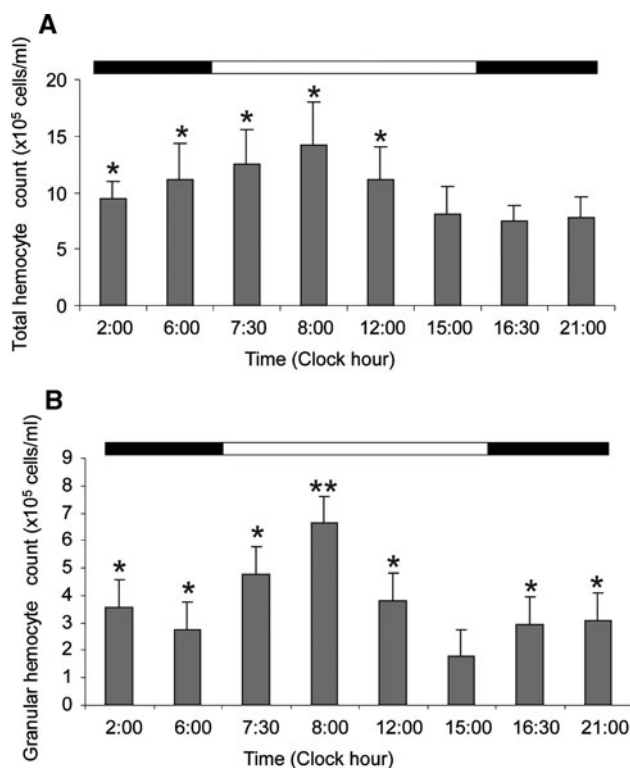 A
Total hemocyte count (x10⁵ cells/ml)
20
15
10
5
0
* * * * *
2:00 6:00 7:30 8:00 12:00 15:00 16:30 21:00
Time (Clock hour)
B
Granular hemocyte count (x10⁵ cells/ml)
9
8
7
6
5
4
3
2
1
0
* * * ** * * *
2:00 6:00 7:30 8:00 12:00 15:00 16:30 21:00
Time (Clock hour)